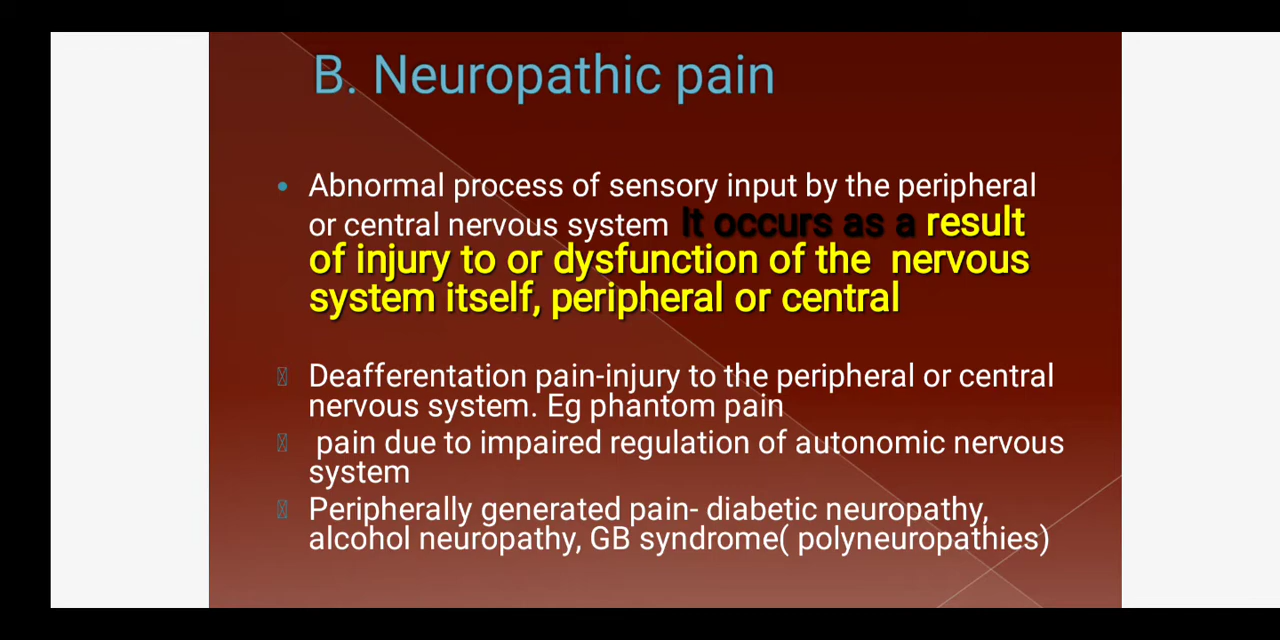 B. Neuropathic pain
• Abnormal process of sensory input by the peripheral
or central nervous system It occurs as a result
of injury to or dysfunction of the nervous
system itself, peripheral or central
Deafferentation pain-injury to the peripheral or central
nervous system. Eg phantom pain
pain due to impaired regulation of autonomic nervous
system
Peripherally generated pain- diabetic neuropathy,
alcohol neuropathy, GB syndrome( polyneuropathies)